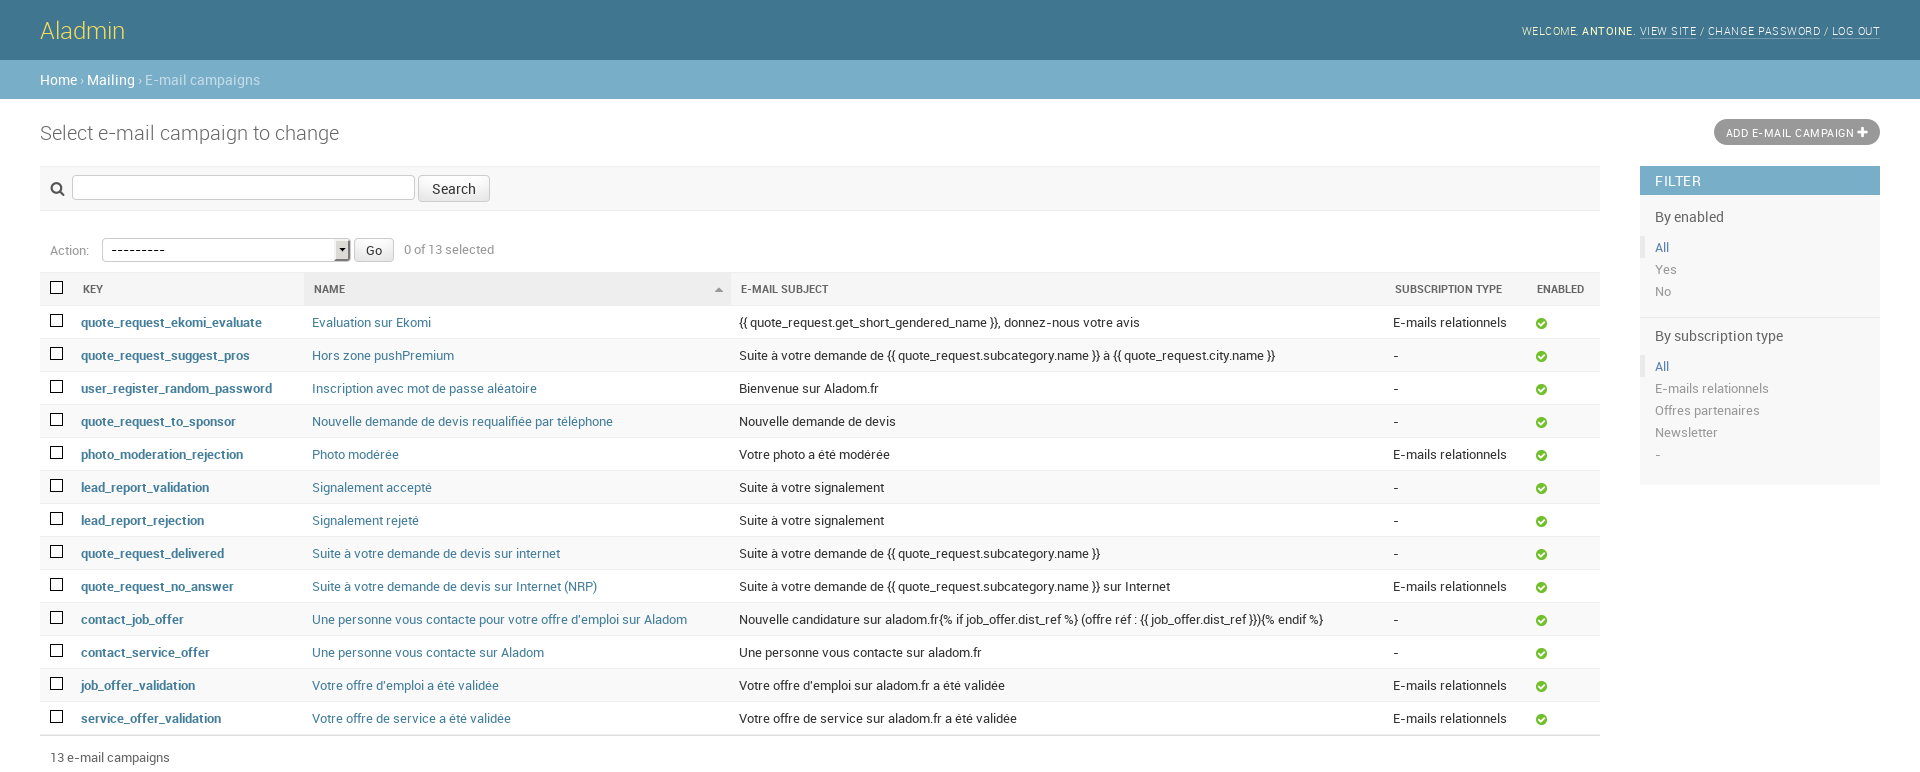 Aladmin
WELCOME, ANTOINE. VIEW SITE / CHANGE PASSWORD / LOG OUT
Home › Mailing › E-mail campaigns
Select e-mail campaign to change
ADD E-MAIL CAMPAIGN
Search
Action: --------- Go 0 of 13 selected
KEY NAME E-MAIL SUBJECT SUBSCRIPTION TYPE ENABLED
quote_request_ekomi_evaluate Evaluation sur Ekomi {{ quote_request.get_short_gendered_name }}, donnez-nous votre avis E-mails relationnels
quote_request_suggest_pros Hors zone pushPremium Suite à votre demande de {{ quote_request.subcategory.name }} à {{ quote_request.city.name }} -
user_register_random_password Inscription avec mot de passe aléatoire Bienvenue sur Aladom.fr -
quote_request_to_sponsor Nouvelle demande de devis requalifiée par téléphone Nouvelle demande de devis -
photo_moderation_rejection Photo modérée Votre photo a été modérée E-mails relationnels
lead_report_validation Signalement accepté Suite à votre signalement -
lead_report_rejection Signalement rejeté Suite à votre signalement -
quote_request_delivered Suite à votre demande de devis sur internet Suite à votre demande de {{ quote_request.subcategory.name }} -
quote_request_no_answer Suite à votre demande de devis sur Internet (NRP) Suite à votre demande de {{ quote_request.subcategory.name }} sur Internet E-mails relationnels
contact_job_offer Une personne vous contacte pour votre offre d'emploi sur Aladom Nouvelle candidature sur aladom.fr{% if job_offer.dist_ref %} (offre réf : {{ job_offer.dist_ref }}){% endif %} -
contact_service_offer Une personne vous contacte sur Aladom Une personne vous contacte sur aladom.fr -
job_offer_validation Votre offre d'emploi a été validée Votre offre d'emploi sur aladom.fr a été validée E-mails relationnels
service_offer_validation Votre offre de service a été validée Votre offre de service sur aladom.fr a été validée E-mails relationnels
13 e-mail campaigns
FILTER
By enabled
All
Yes
No
By subscription type
All
E-mails relationnels
Offres partenaires
Newsletter
-